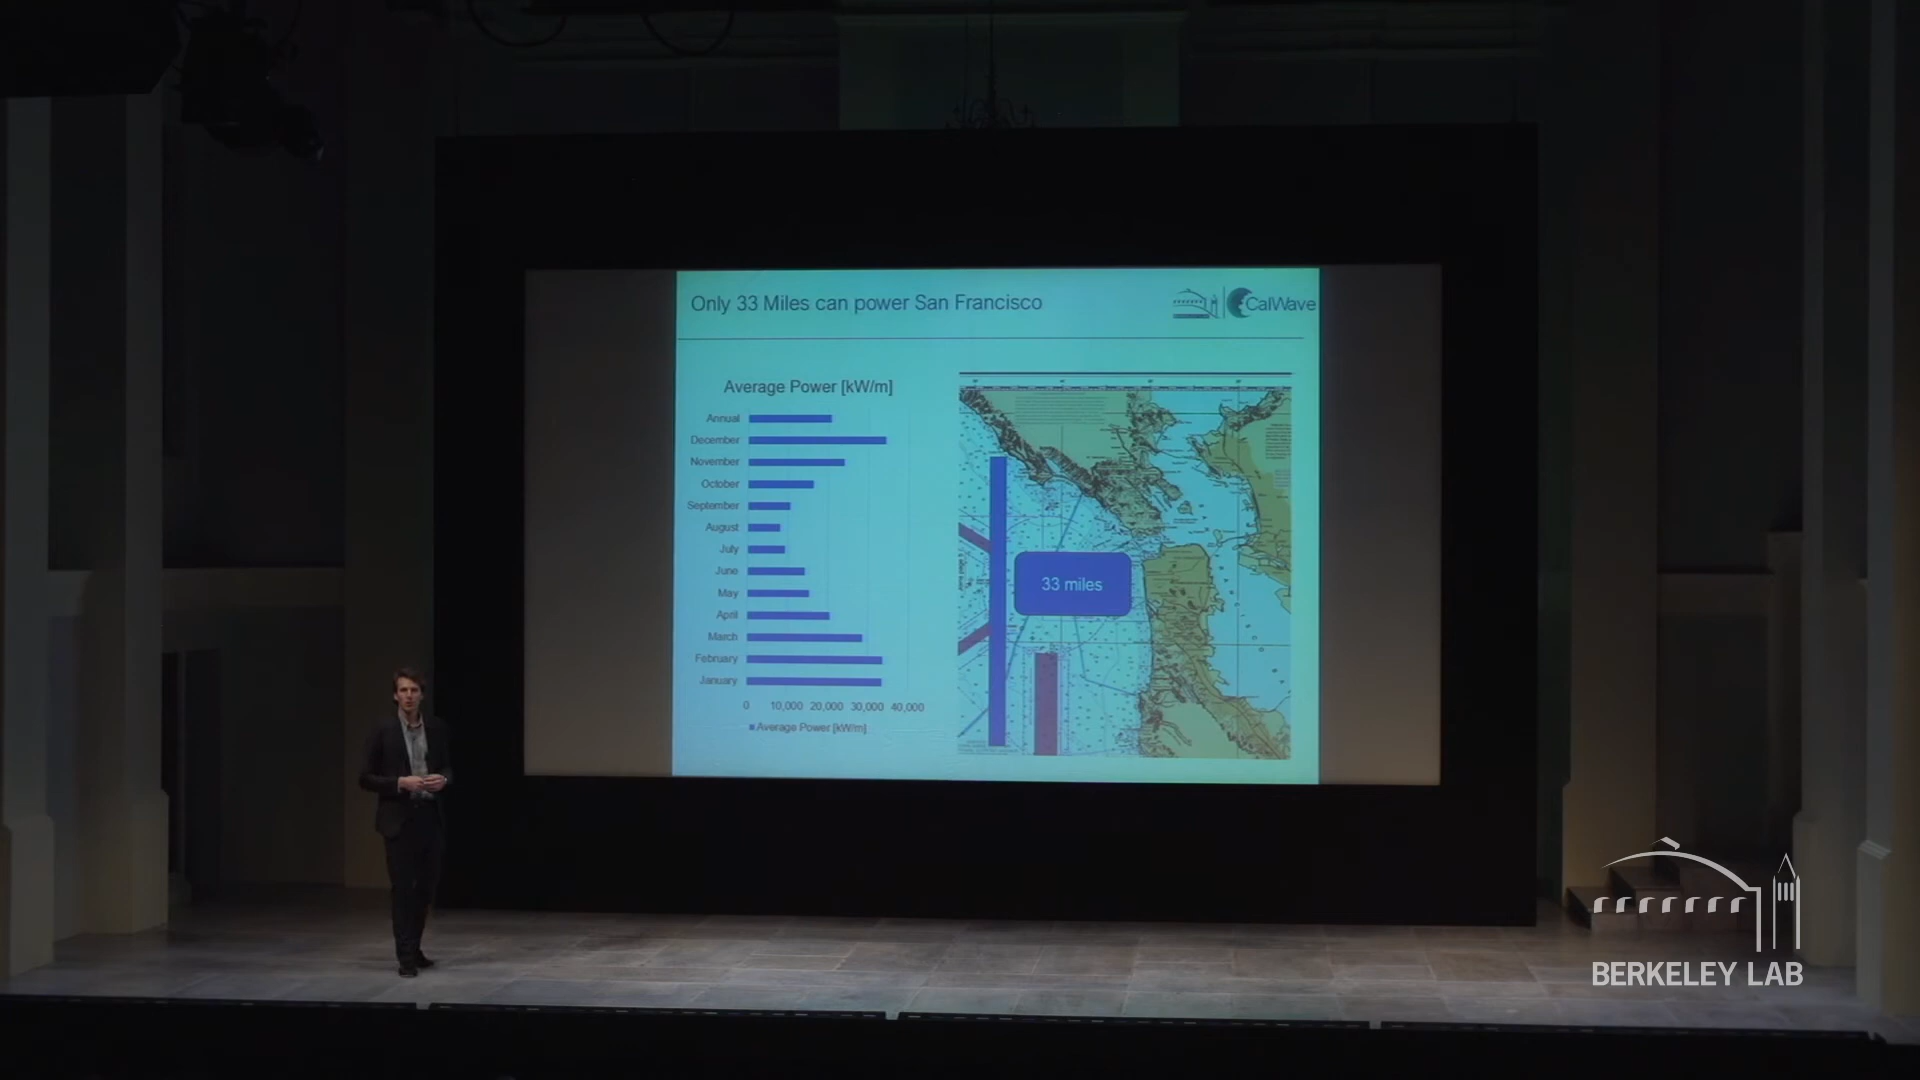 Only 33 Miles can power San Francisco
CalWave
Average Power [kW/m]
Annual
December
November
October
September
August
July
June
May
April
March
February
January
0 10,000 20,000 30,000 40,000
Average Power [kW/m]
33 miles
BERKELEY LAB